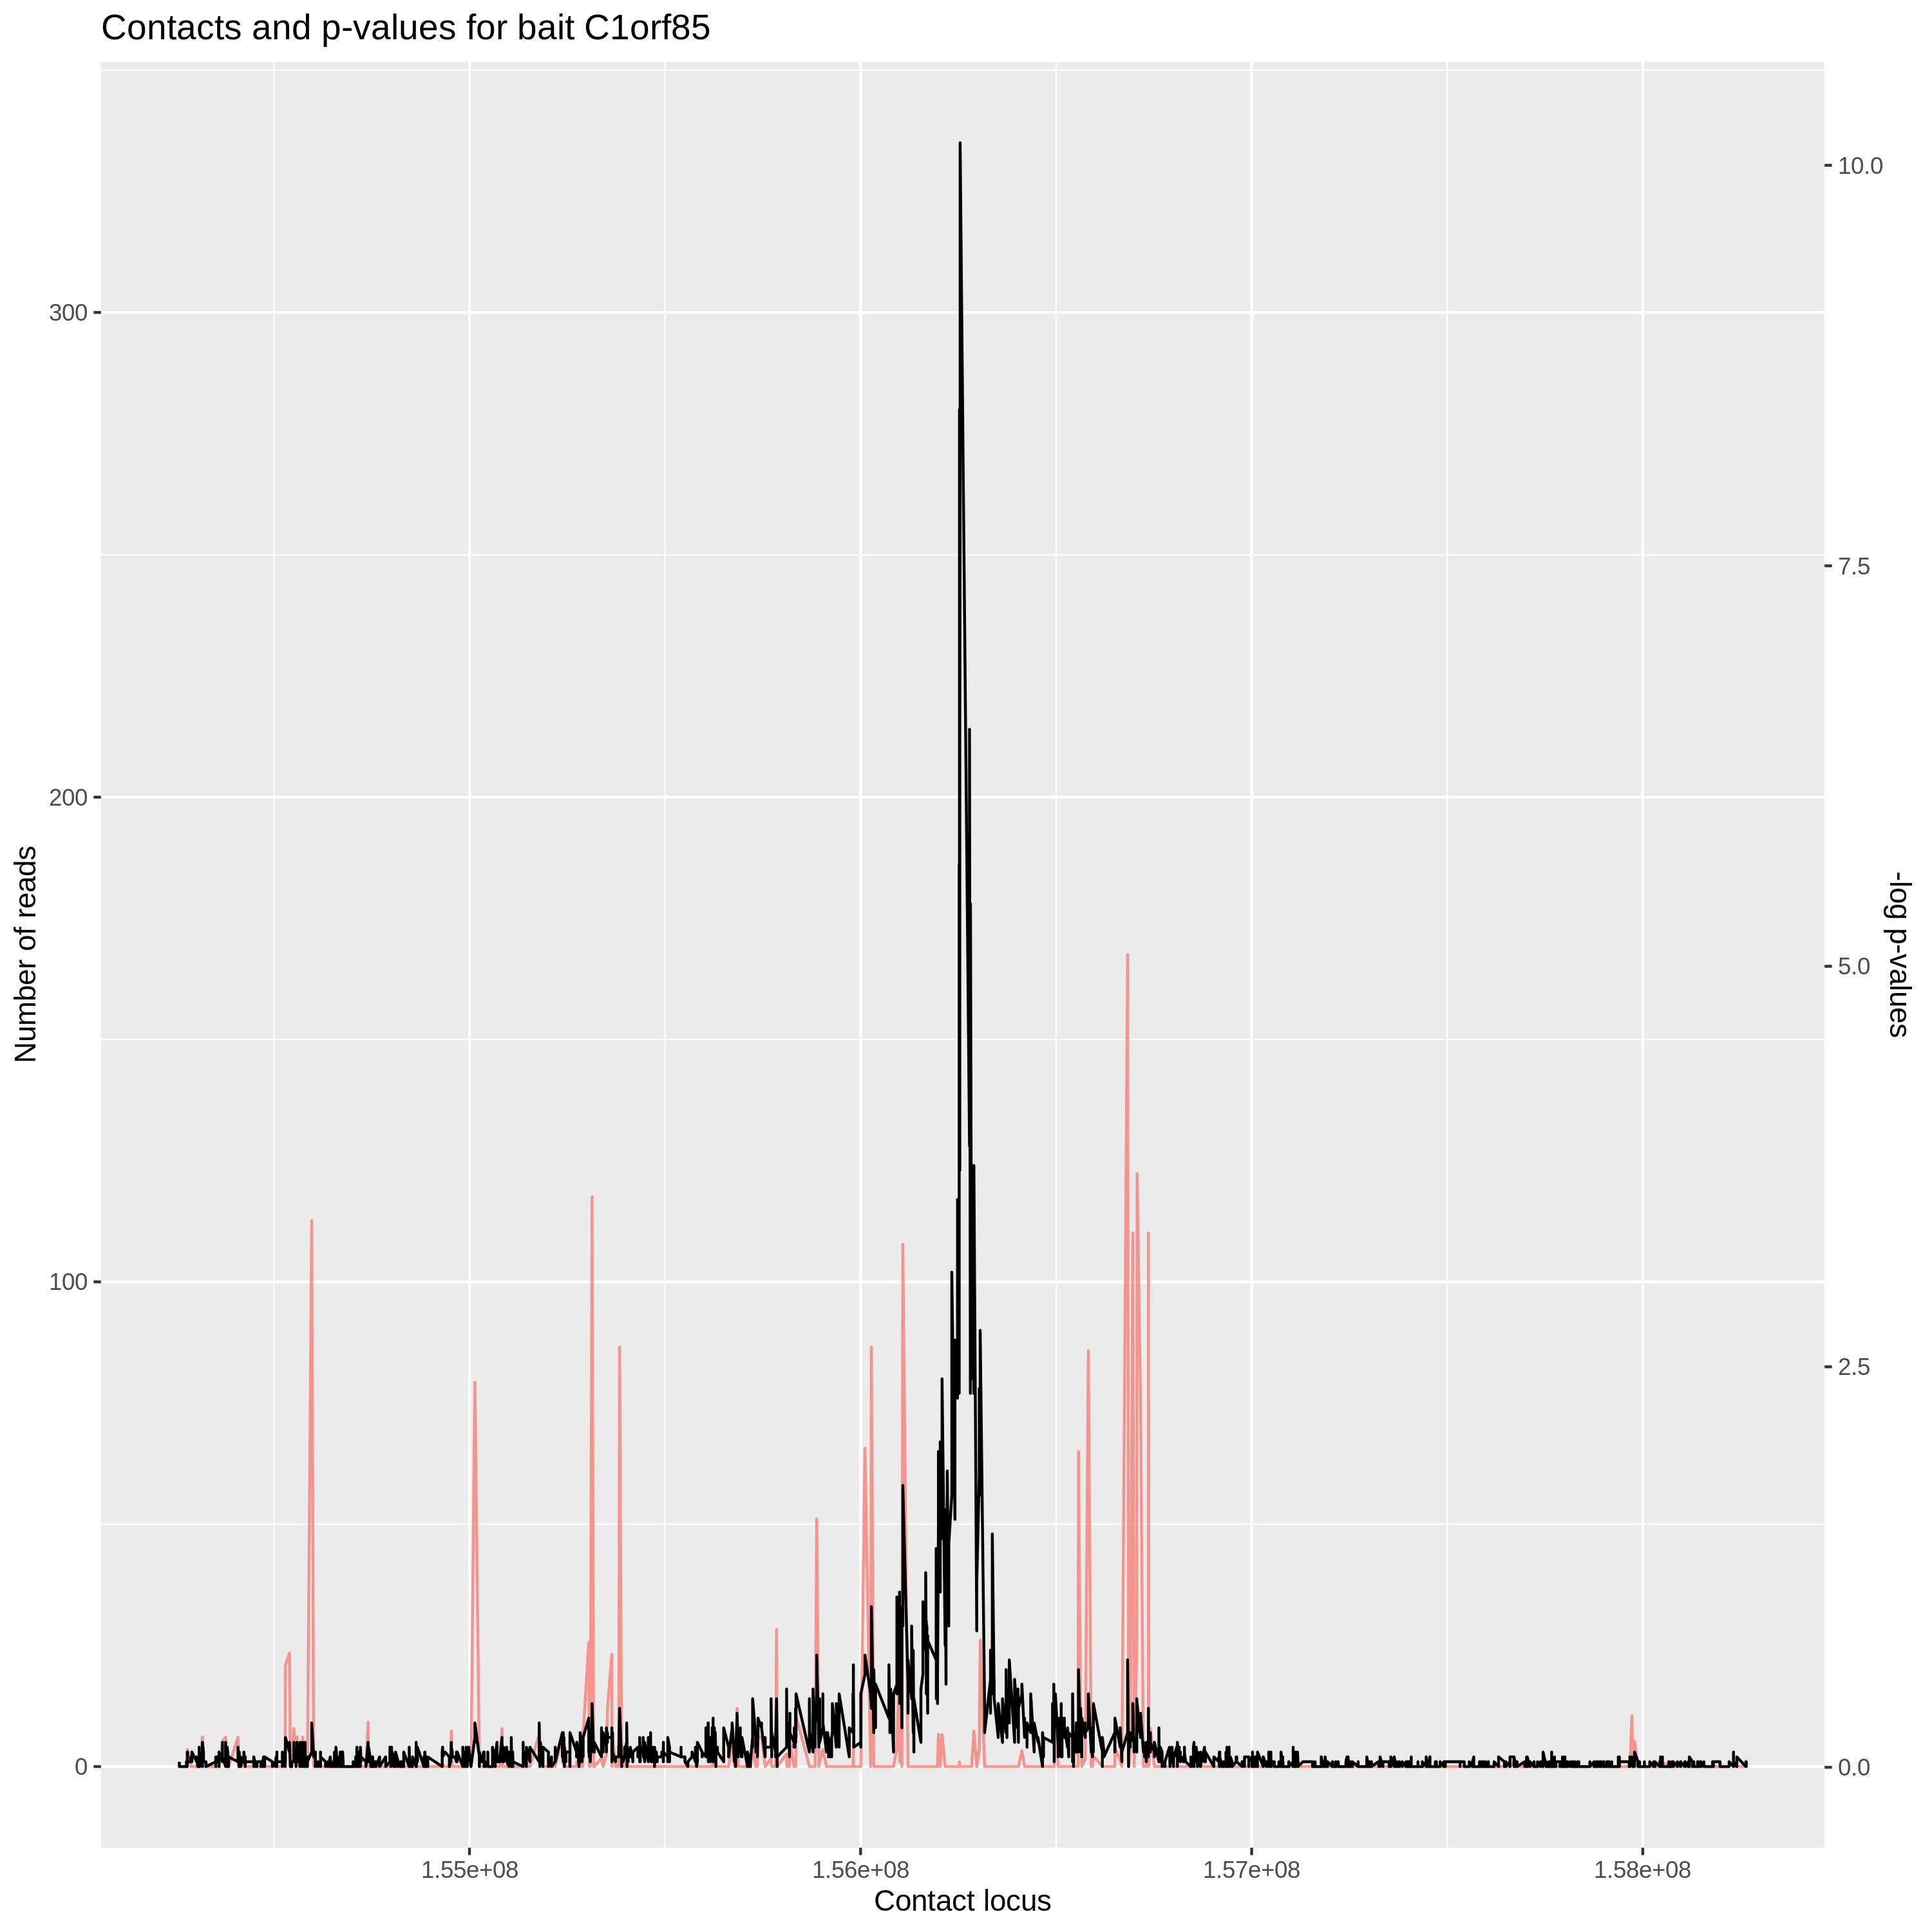 Contacts and p-values for bait C1orf85
300
200
100
0
Number of reads
10.0
7.5
5.0
2.5
0.0
-log p-values
1.55e+08
1.56e+08
1.57e+08
1.58e+08
Contact locus